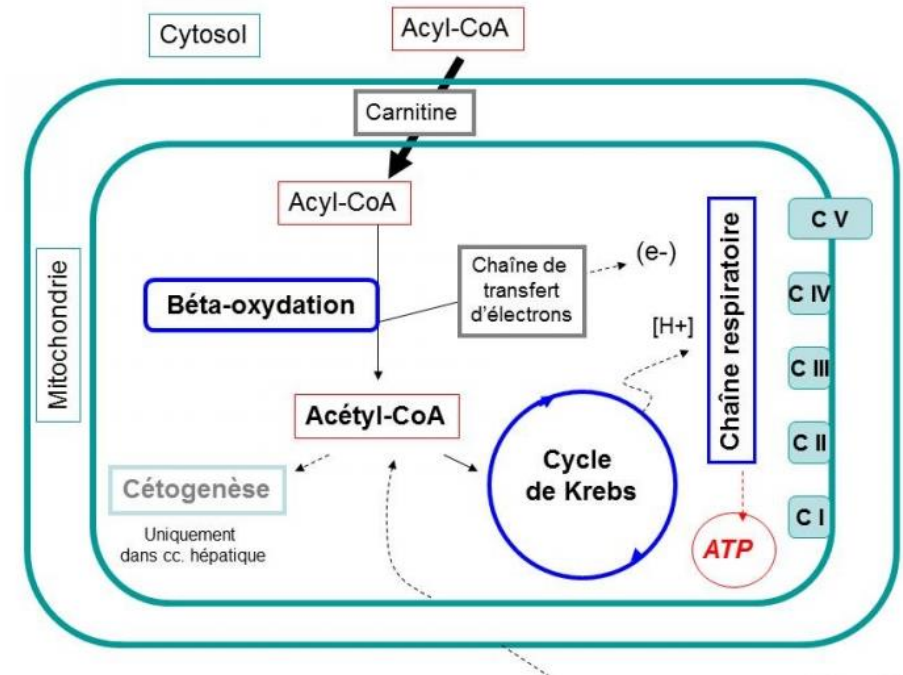 Cytosol
Acyl-CoA
Carnitine
Acyl-CoA
Mitochondrie
Béta-oxydation
Chaîne de
transfert
d'électrons
(e-)
[H+]
Chaîne respiratoire
C V
C IV
C III
C II
C I
Acétyl-CoA
Cycle
de Krebs
Cétogenèse
Uniquement
dans cc. hépatique
ATP